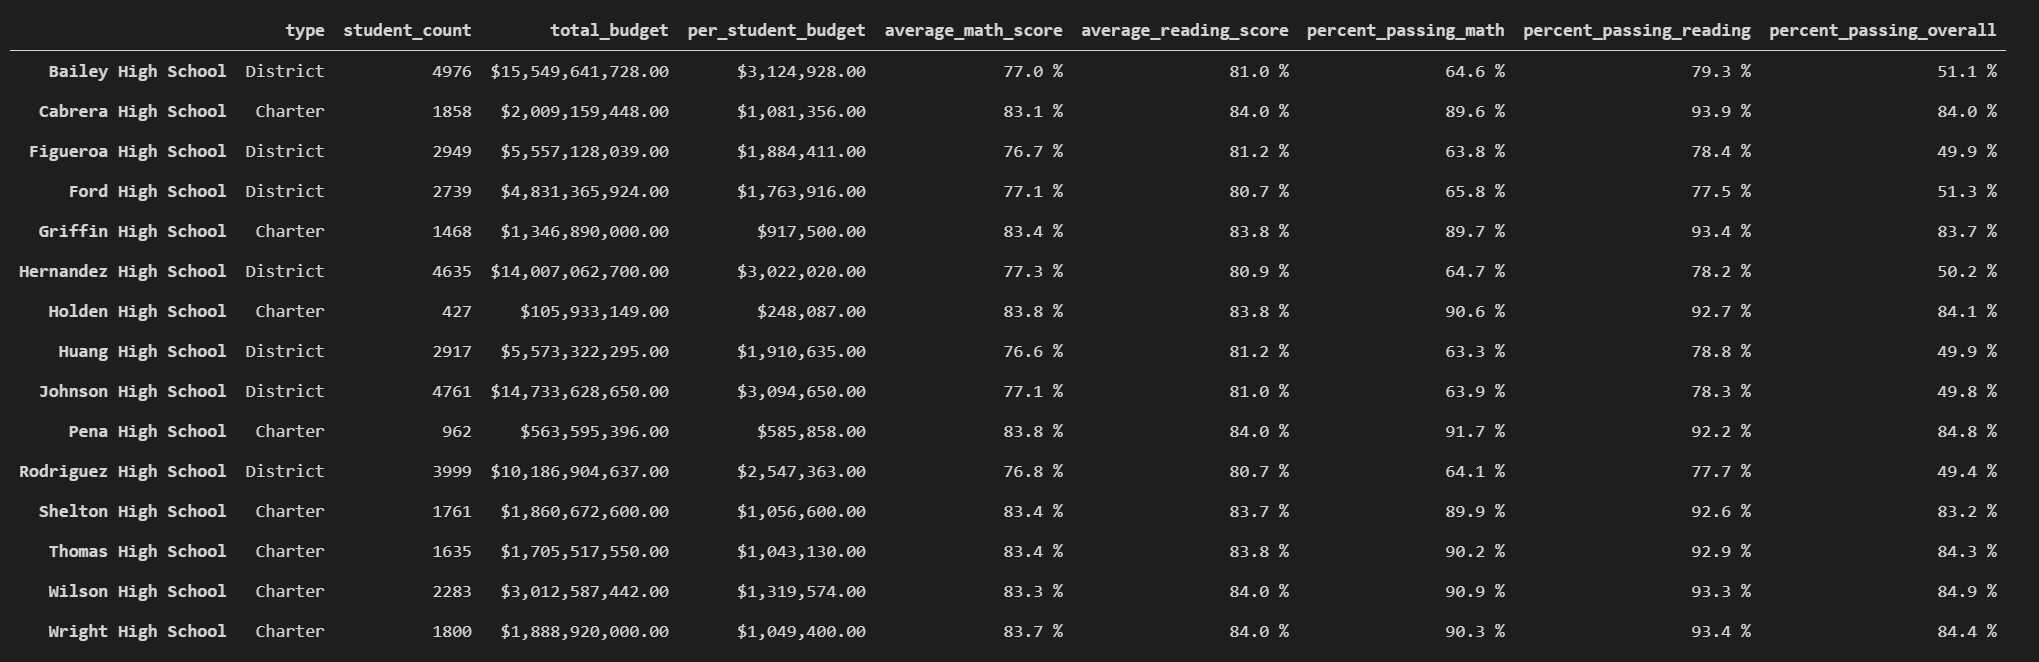 type student_count total_budget per_student_budget average_math_score average_reading_score percent_passing_math percent_passing_reading percent_passing_overall
Bailey High School District 4976 $15,549,641,728.00 $3,124,928.00 77.0 % 81.0 % 64.6 % 79.3 % 51.1 %
Cabrera High School Charter 1858 $2,009,159,448.00 $1,081,356.00 83.1 % 84.0 % 89.6 % 93.9 % 84.0 %
Figueroa High School District 2949 $5,557,128,039.00 $1,884,411.00 76.7 % 81.2 % 63.8 % 78.4 % 49.9 %
Ford High School District 2739 $4,831,365,924.00 $1,763,916.00 77.1 % 80.7 % 65.8 % 77.5 % 51.3 %
Griffin High School Charter 1468 $1,346,890,000.00 $917,500.00 83.4 % 83.8 % 89.7 % 93.4 % 83.7 %
Hernandez High School District 4635 $14,007,062,700.00 $3,022,020.00 77.3 % 80.9 % 64.7 % 78.2 % 50.2 %
Holden High School Charter 427 $105,933,149.00 $248,087.00 83.8 % 83.8 % 90.6 % 92.7 % 84.1 %
Huang High School District 2917 $5,573,322,295.00 $1,910,635.00 76.6 % 81.2 % 63.3 % 78.8 % 49.9 %
Johnson High School District 4761 $14,733,628,650.00 $3,094,650.00 77.1 % 81.0 % 63.9 % 78.3 % 49.8 %
Pena High School Charter 962 $563,595,396.00 $585,858.00 83.8 % 84.0 % 91.7 % 92.2 % 84.8 %
Rodriguez High School District 3999 $10,186,904,637.00 $2,547,363.00 76.8 % 80.7 % 64.1 % 77.7 % 49.4 %
Shelton High School Charter 1761 $1,860,672,600.00 $1,056,600.00 83.4 % 83.7 % 89.9 % 92.6 % 83.2 %
Thomas High School Charter 1635 $1,705,517,550.00 $1,043,130.00 83.4 % 83.8 % 90.2 % 92.9 % 84.3 %
Wilson High School Charter 2283 $3,012,587,442.00 $1,319,574.00 83.3 % 84.0 % 90.9 % 93.3 % 84.9 %
Wright High School Charter 1800 $1,888,920,000.00 $1,049,400.00 83.7 % 84.0 % 90.3 % 93.4 % 84.4 %